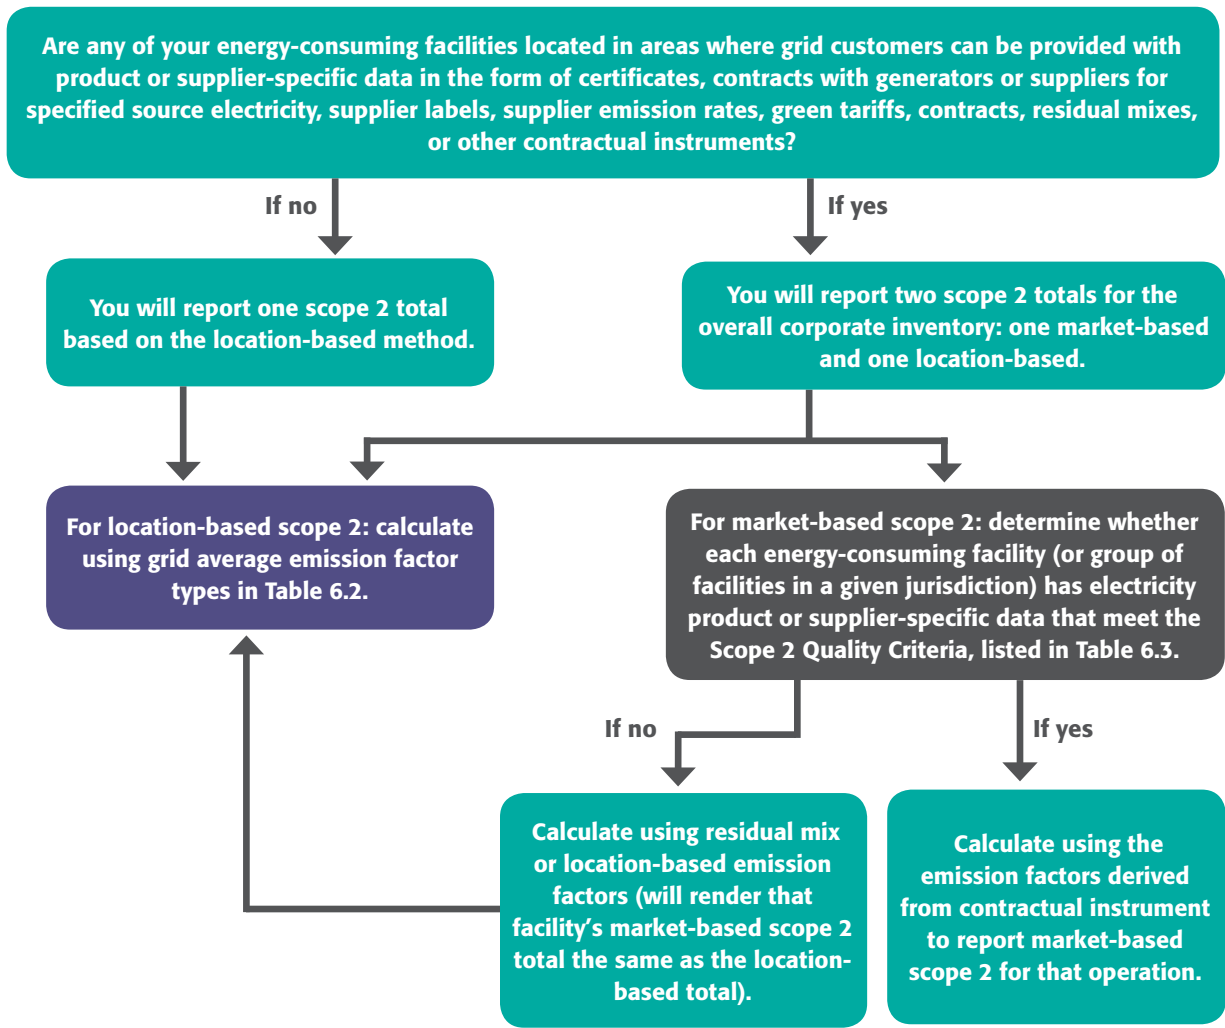 Are any of your energy-consuming facilities located in areas where grid customers can be provided with
product or supplier-specific data in the form of certificates, contracts with generators or suppliers for
specified source electricity, supplier labels, supplier emission rates, green tariffs, contracts, residual mixes,
or other contractual instruments?
If no
If yes
You will report one scope 2 total
based on the location-based method.
You will report two scope 2 totals for the
overall corporate inventory: one market-based
and one location-based.
For location-based scope 2: calculate
using grid average emission factor
types in Table 6.2.
For market-based scope 2: determine whether
each energy-consuming facility (or group of
facilities in a given jurisdiction) has electricity
product or supplier-specific data that meet the
Scope 2 Quality Criteria, listed in Table 6.3.
If no
If yes
Calculate using residual mix
or location-based emission
factors (will render that
facility’s market-based scope 2
total the same as the location-
based total).
Calculate using the
emission factors derived
from contractual instrument
to report market-based
scope 2 for that operation.